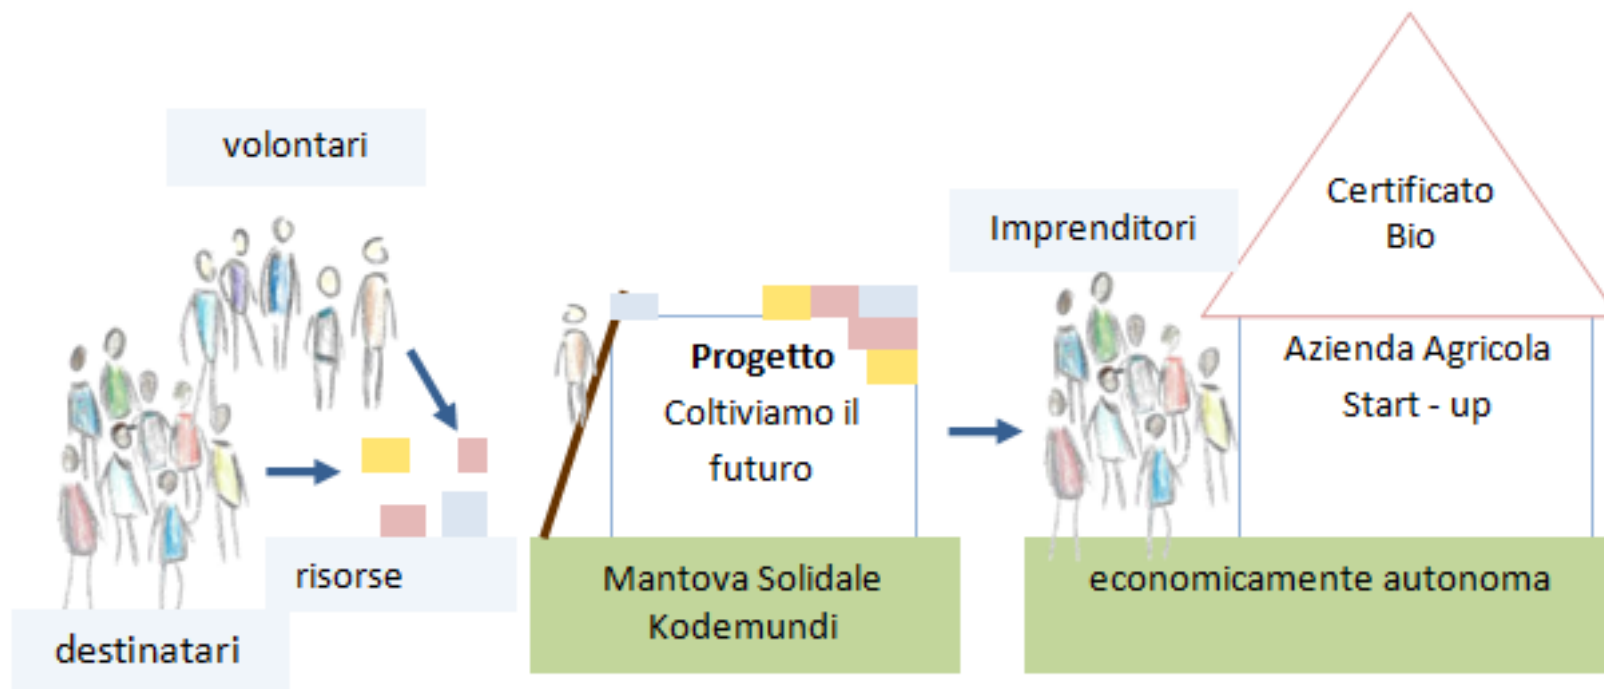 volontari
destinatari
risorse
Progetto
Coltiviamo il
futuro
Mantova Solidale
Kodemundi
Imprenditori
Certificato
Bio
Azienda Agricola
Start - up
economicamente autonoma